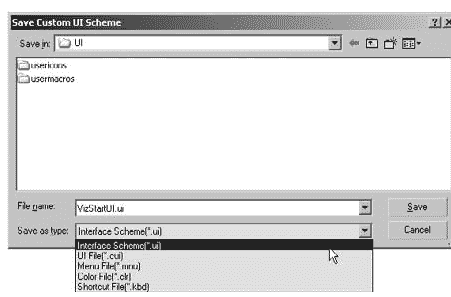 Save Custom UI Scheme
Save in: UI
usericons
usermacros
File name: VizStartUI.ui Save
Save as type: Interface Scheme(*.ui) Cancel
Interface Scheme(*.ui)
UI File(*.cui)
Menu File(*.mnu)
Color File(*.clr)
Shortcut File(*.kbd)